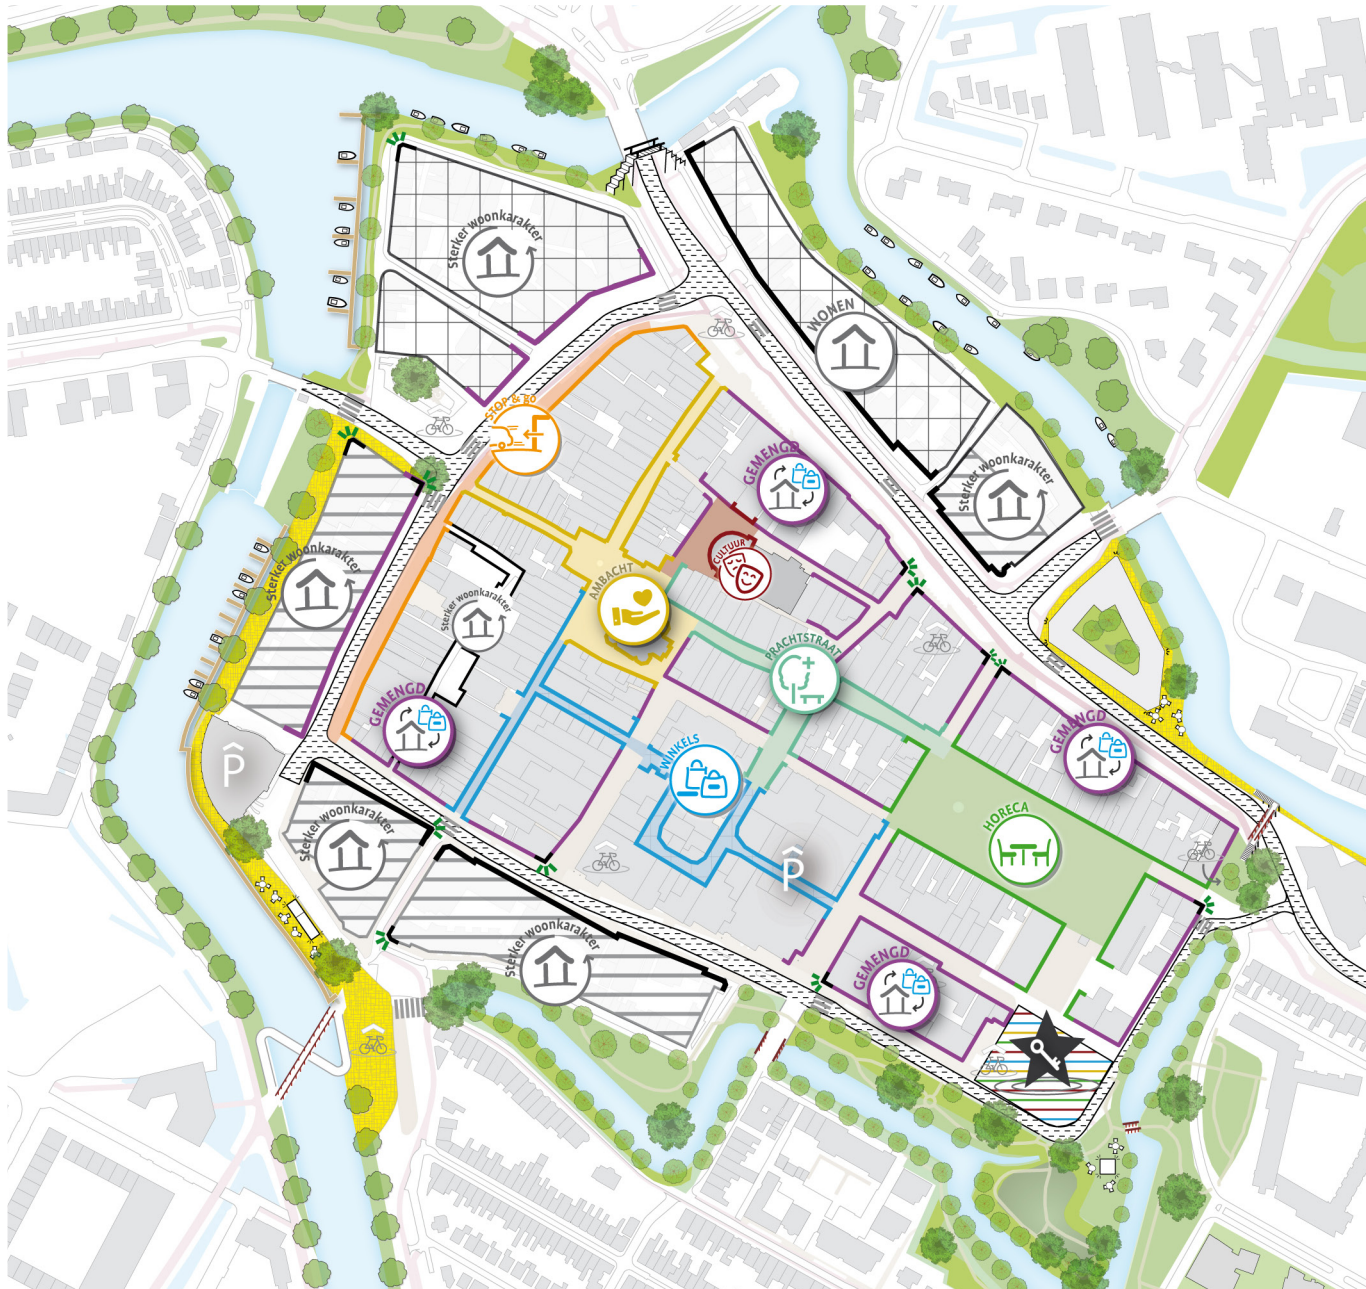 Sterker woonkarakter
WONEN
STOP & GO
GEMENGD
Sterker woonkarakter
CULTUUR
Sterker woonkarakter
AMBACHT
Sterker woonkarakter
PRACHTSTRAAT
GEMENGD
GEMENGD
WINKELS
P
HORECA
Sterker woonkarakter
P
Sterker woonkarakter
GEMENGD